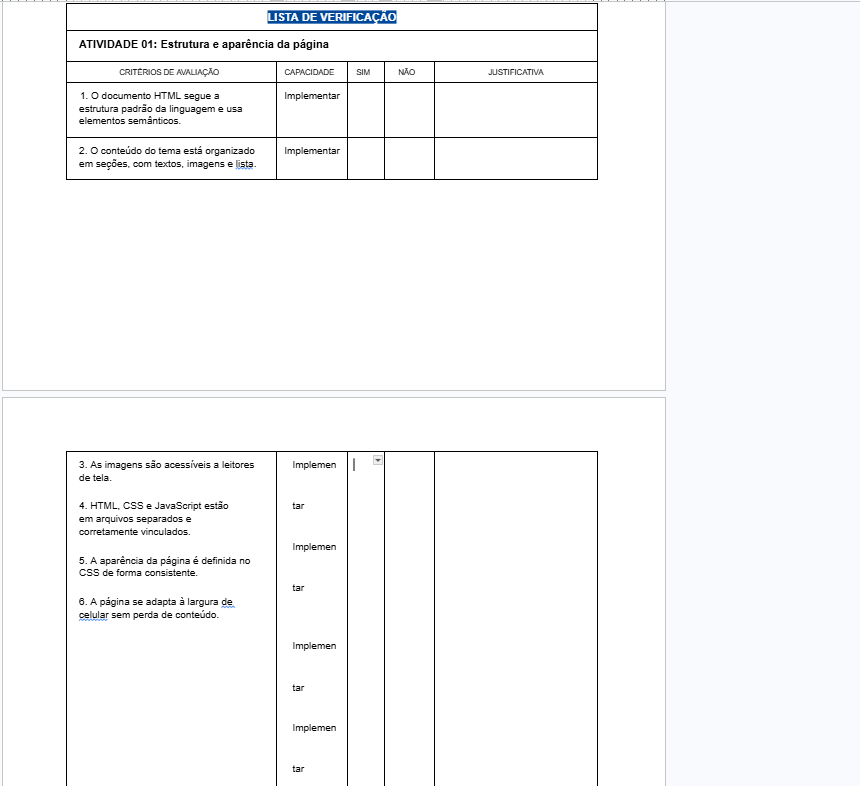 LISTA DE VERIFICAÇÃO
ATIVIDADE 01: Estrutura e aparência da página
CRITÉRIOS DE AVALIAÇÃO CAPACIDADE SIM NÃO JUSTIFICATIVA
1. O documento HTML segue a Implementar
estrutura padrão da linguagem e usa
elementos semânticos.
2. O conteúdo do tema está organizado Implementar
em seções, com textos, imagens e lista.
3. As imagens são acessíveis a leitores Implemen
de tela.
4. HTML, CSS e JavaScript estão tar
em arquivos separados e
corretamente vinculados.
Implemen
5. A aparência da página é definida no
CSS de forma consistente.
tar
6. A página se adapta à largura de
celular sem perda de conteúdo.
Implemen
tar
Implemen
tar